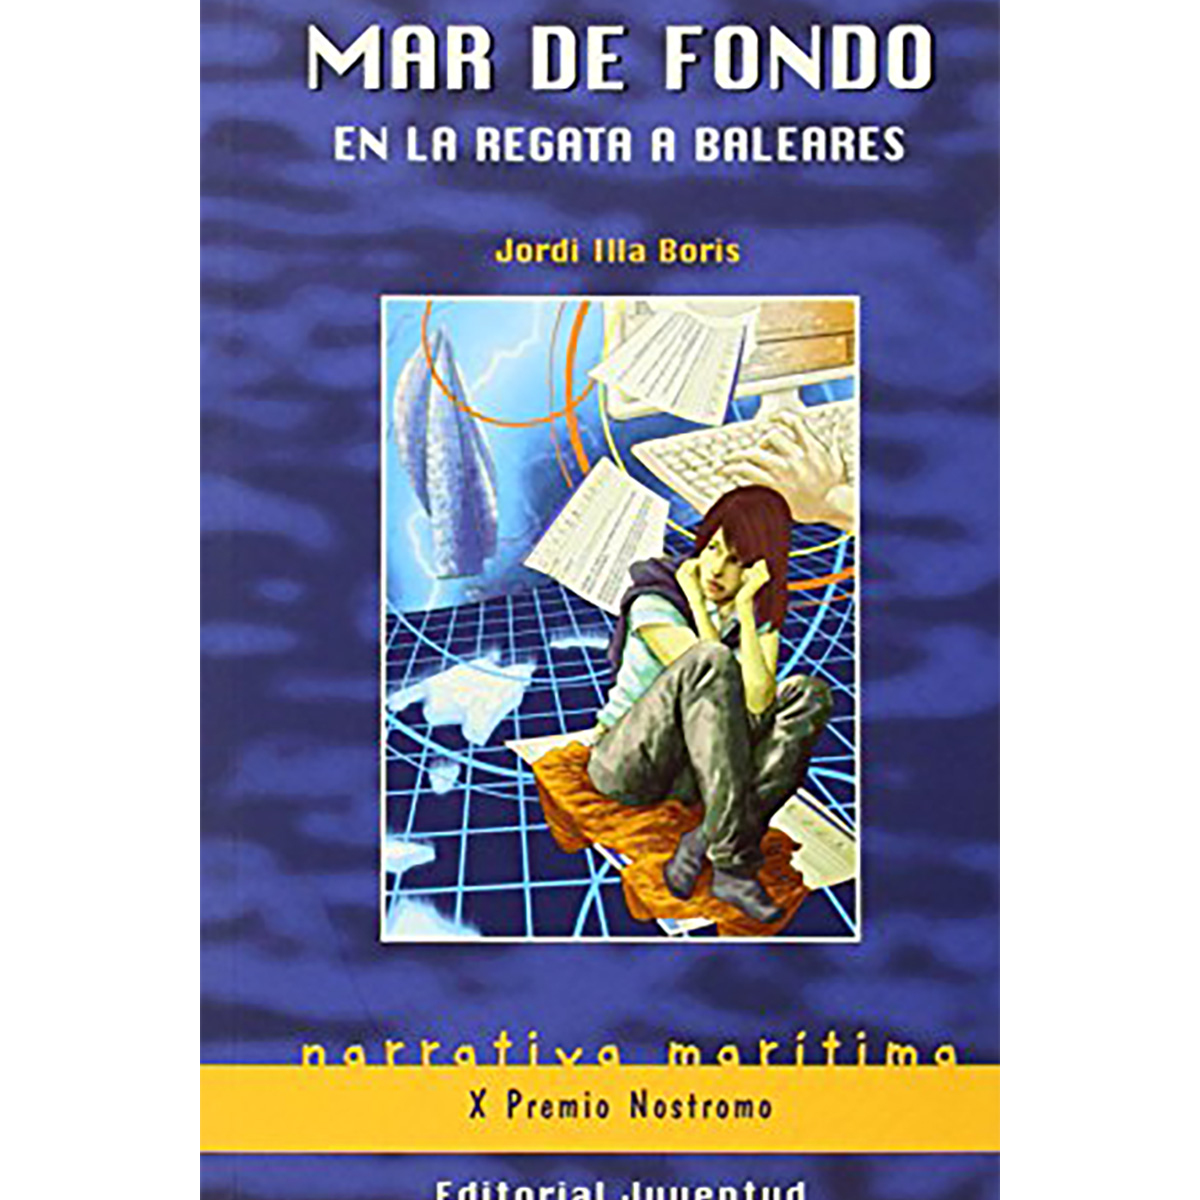 MAR DE FONDO
EN LA REGATA A BALEARES
Jordi Illa Boris
narrativa marítima
X Premio Nostromo
Editorial Juventud